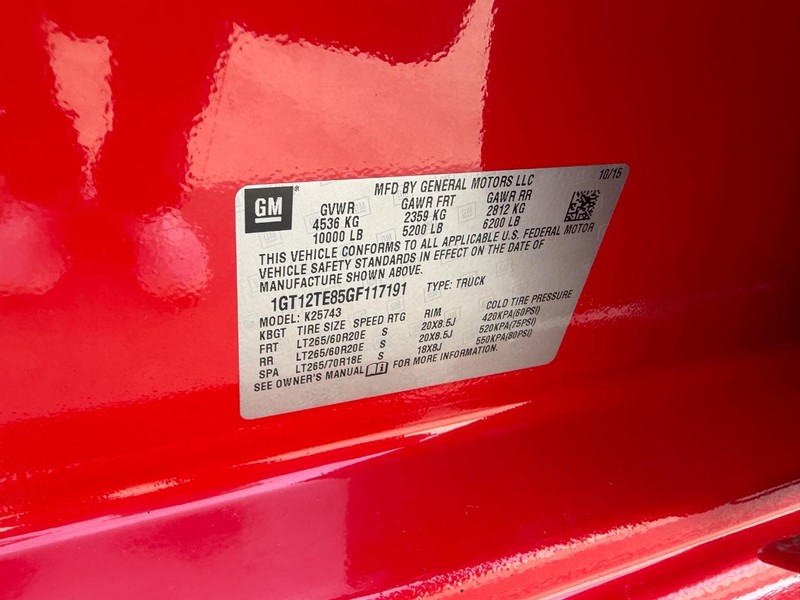 GM
MFD BY GENERAL MOTORS LLC 10/15
GVWR GAWR FRT GAWR RR
4536 KG 2359 KG 2812 KG
10000 LB 5200 LB 6200 LB
THIS VEHICLE CONFORMS TO ALL APPLICABLE U.S. FEDERAL MOTOR
VEHICLE SAFETY STANDARDS IN EFFECT ON THE DATE OF
MANUFACTURE SHOWN ABOVE.
1GT12TE85GF117191 TYPE: TRUCK
MODEL: K25743
KBGT TIRE SIZE SPEED RTG RIM COLD TIRE PRESSURE
FRT LT265/60R20E S 20X8.5J 420KPA(60PSI)
RR LT265/60R20E S 20X8.5J 520KPA(75PSI)
SPA LT265/70R18E S 18X8J 550KPA(80PSI)
SEE OWNER'S MANUAL FOR MORE INFORMATION.